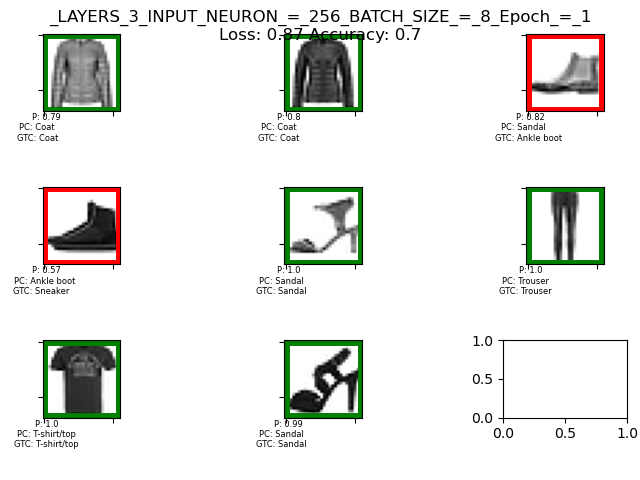 _LAYERS_3_INPUT_NEURON_=_256_BATCH_SIZE_=_8_Epoch_=_1
Loss: 0.87 Accuracy: 0.7
P: 0.79
PC: Coat
GTC: Coat
P: 0.8
PC: Coat
GTC: Coat
P: 0.82
PC: Sandal
GTC: Ankle boot
P: 0.57
PC: Ankle boot
GTC: Sneaker
P: 1.0
PC: Sandal
GTC: Sandal
P: 1.0
PC: Trouser
GTC: Trouser
P: 1.0
PC: T-shirt/top
GTC: T-shirt/top
P: 0.99
PC: Sandal
GTC: Sandal
1.0
0.5
0.0
0.0 0.5 1.0